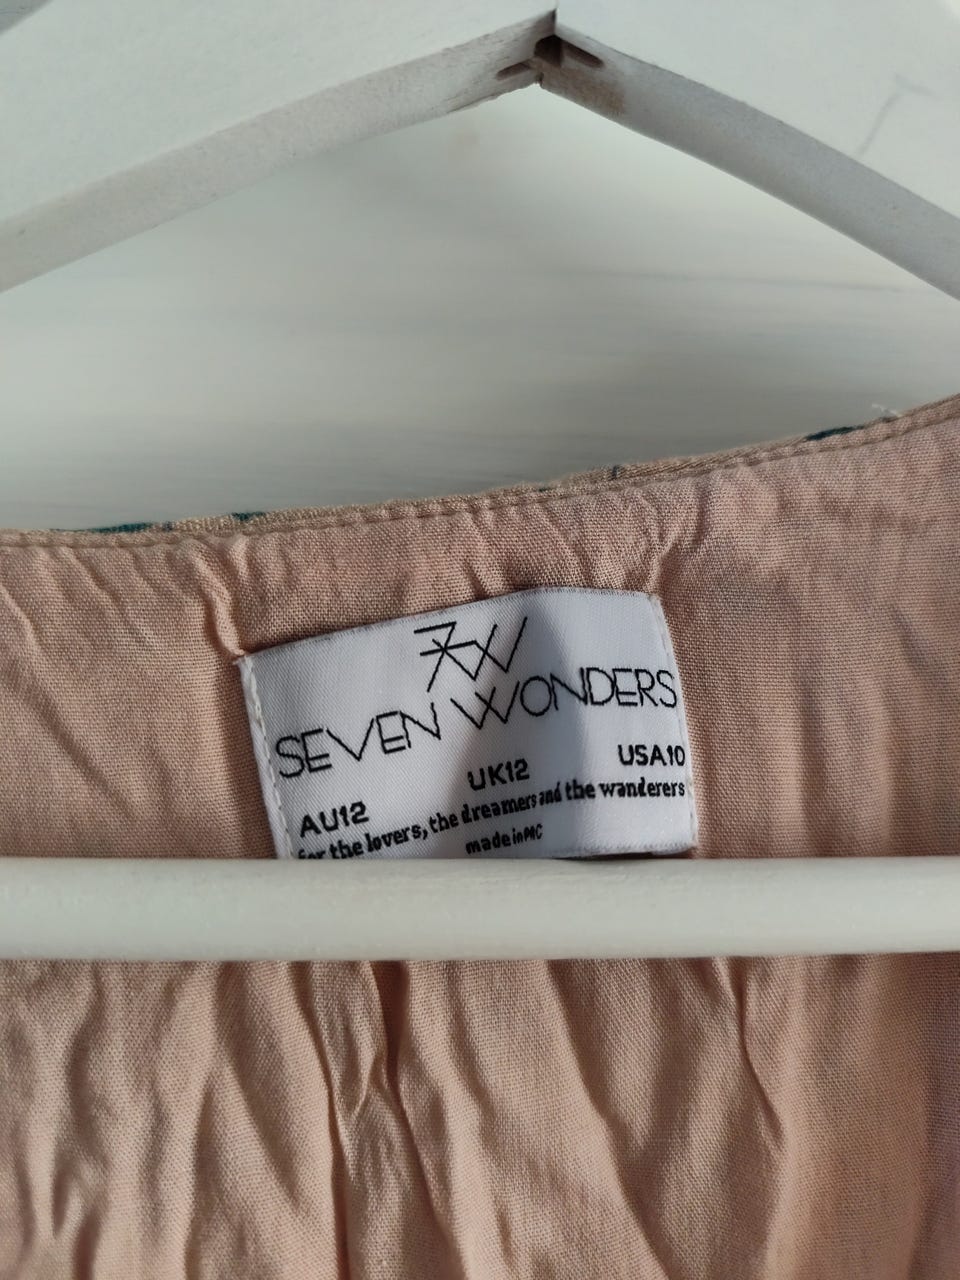 7W
SEVEN WONDERS
AU12 UK12 USA10
for the lovers, the dreamers and the wanderers
made in PRC